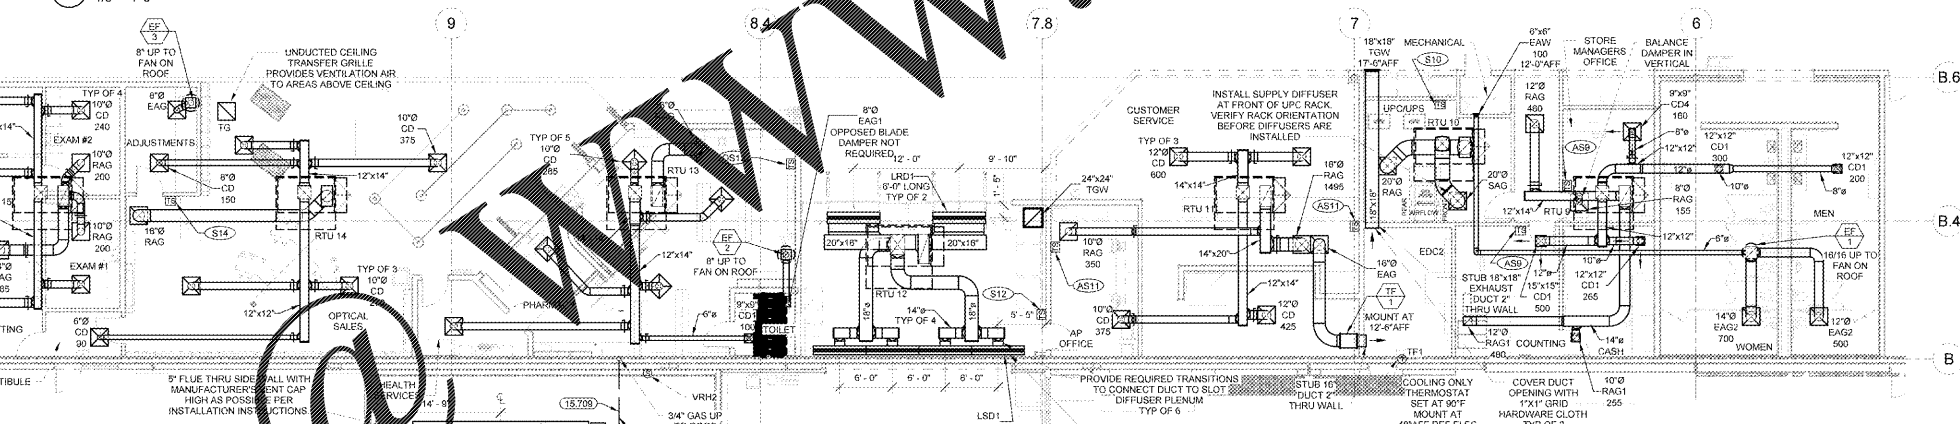 9
8.4
7.8
7
6
B.6
B.4
B
EF
3
8" UP TO
FAN ON
ROOF
UNDUCTED CEILING
TRANSFER GRILLE
PROVIDES VENTILATION AIR
TO AREAS ABOVE CEILING
TYP OF 4
10"Ø
CD
240
EXAM #2
10"Ø
RAG
200
10"Ø
RAG
200
EXAM #1
EAG
TG
ADJUSTMENTS
6"Ø
CD
150
16"Ø
RAG
S14
10"Ø
CD
375
12"x14"
RTU 14
TYP OF 3
10"Ø
CD
12"x12"
OPTICAL
SALES
6"Ø
CD
90
5" FLUE THRU SIDE WALL WITH
MANUFACTURER'S VENT CAP
HIGH AS POSSIBLE PER
INSTALLATION INSTRUCTIONS
HEALTH
SERVICES
14' - 9"
15.709
VRH2
3/4" GAS UP
TYP OF 5
10"Ø
CD
RTU 13
12"x14"
EF
2
8" UP TO
FAN ON ROOF
6"ø
9"x9"
CD1
100
TOILET
8"Ø
EAG1
OPPOSED BLADE
DAMPER NOT
REQUIRED
12' - 0"
9' - 10"
1' - 5"
LRD1
6'-0" LONG
TYP OF 2
20"x16"
20"x16"
RTU 12
18"ø
14"ø
TYP OF 4
18"ø
6' - 0"
6' - 0"
6' - 0"
LSD1
S12
5' - 5"
24"x24"
TGW
10"Ø
RAG
350
AS11
10"Ø
CD
375
AP
OFFICE
CUSTOMER
SERVICE
TYP OF 3
12"Ø
CD
600
INSTALL SUPPLY DIFFUSER
AT FRONT OF UPC RACK.
VERIFY RACK ORIENTATION
BEFORE DIFFUSERS ARE
INSTALLED
14"x14"
RTU 11
14"x20"
12"x14"
12"Ø
CD
425
18"Ø
RAG
1495
AS11
16"Ø
EAG
TF
1
MOUNT AT
12'-6"AFF
TF1
PROVIDE REQUIRED TRANSITIONS
TO CONNECT DUCT TO SLOT
DIFFUSER PLENUM
TYP OF 6
STUB 16"
DUCT 2"
THRU WALL
COOLING ONLY
THERMOSTAT
SET AT 90°F
MOUNT AT
18"x18"
TGW
17'-6"AFF
MECHANICAL
S10
UPC/UPS
RTU 10
20"Ø
RAG
AIRFLOW
20"Ø
SAG
18"x18"
EDC2
6"x6"
EAW
100
12'-0"AFF
12"Ø
RAG
460
STORE
MANAGERS
OFFICE
BALANCE
DAMPER IN
VERTICAL
9"x9"
CD4
160
8"ø
AS9
12"x12"
12"x12"
CD1
300
12"ø
10"ø
12"x12"
CD1
200
8"ø
8"Ø
RAG
155
12"x14"
RTU 9
12"x12"
AS9
12"ø
10"ø
6"ø
MEN
EF
1
16/16 UP TO
FAN ON
ROOF
STUB 18"x18"
EXHAUST
DUCT 2"
THRU WALL
15"x15"
CD1
500
12"x12"
CD1
265
12"Ø
RAG1
480
COUNTING
14"ø
CASH
10"Ø
RAG1
255
14"Ø
EAG2
700
WOMEN
12"Ø
EAG2
500
COVER DUCT
OPENING WITH
1"X1" GRID
HARDWARE CLOTH
@
www.